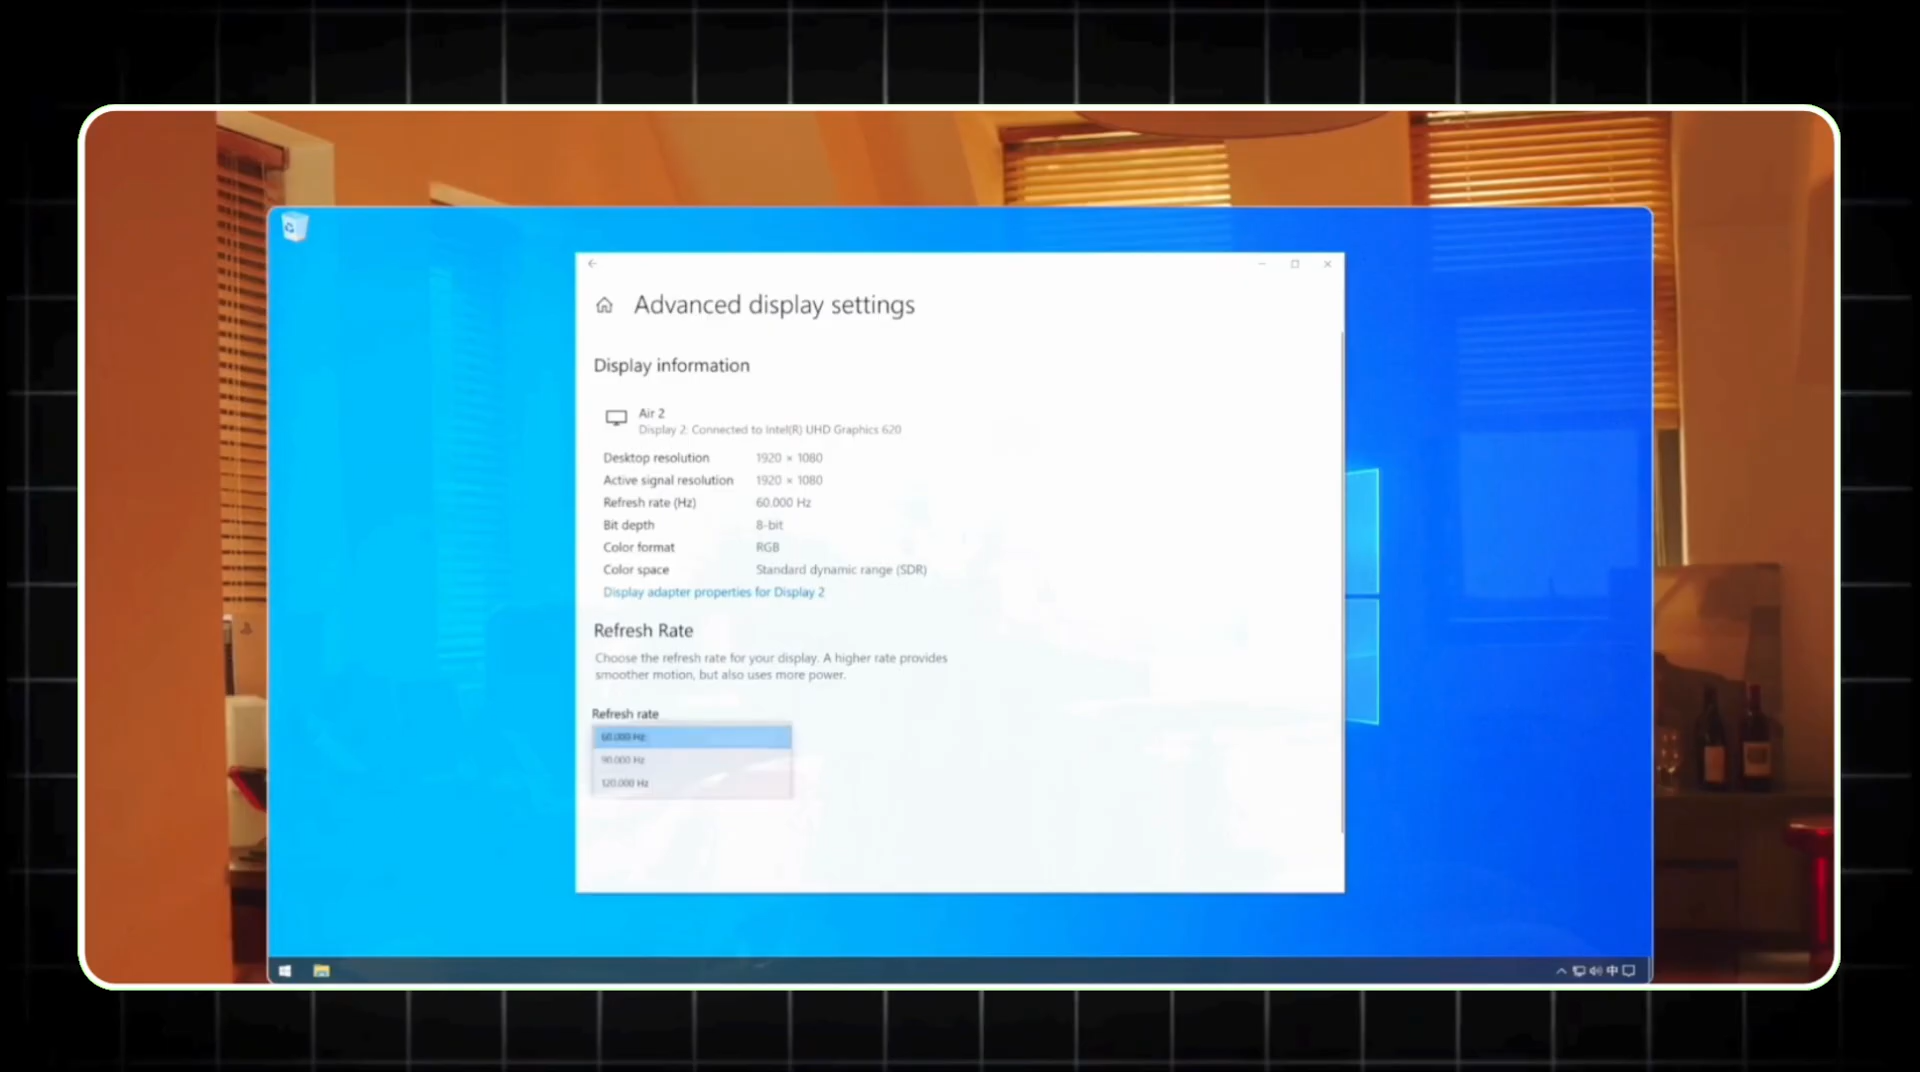 Advanced display settings
Display information
Air 2
Display 2: Connected to Intel(R) UHD Graphics 620
Desktop resolution 1920 × 1080
Active signal resolution 1920 × 1080
Refresh rate (Hz) 60.000 Hz
Bit depth 8-bit
Color format RGB
Color space Standard dynamic range (SDR)
Display adapter properties for Display 2
Refresh Rate
Choose the refresh rate for your display. A higher rate provides
smoother motion, but also uses more power.
Refresh rate
60.000 Hz
90.000 Hz
120.000 Hz
中